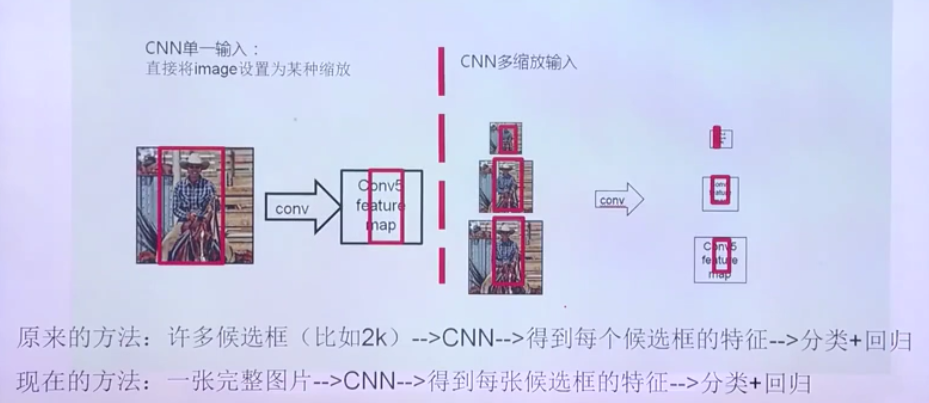 CNN单一输入：
直接将image设置为某种缩放
CNN多缩放输入
conv
Conv5
feature
map
conv
Conv5
feature
map
原来的方法：许多候选框（比如2k）-->CNN-->得到每个候选框的特征-->分类+回归
现在的方法：一张完整图片-->CNN-->得到每张候选框的特征-->分类+回归